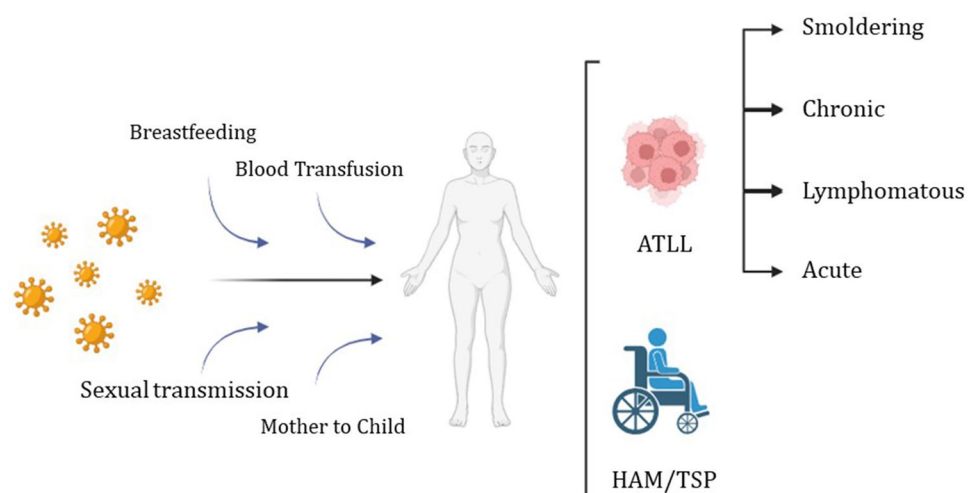 Breastfeeding
Blood Transfusion
Sexual transmission
Mother to Child
ATLL
HAM/TSP
Smoldering
Chronic
Lymphomatous
Acute